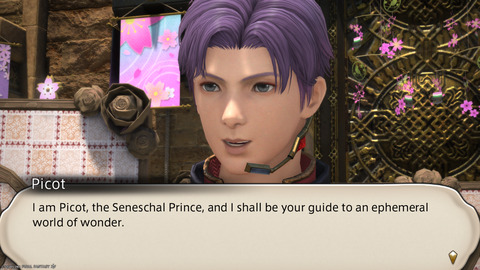 Picot
I am Picot, the Seneschal Prince, and I shall be your guide to an ephemeral
world of wonder.